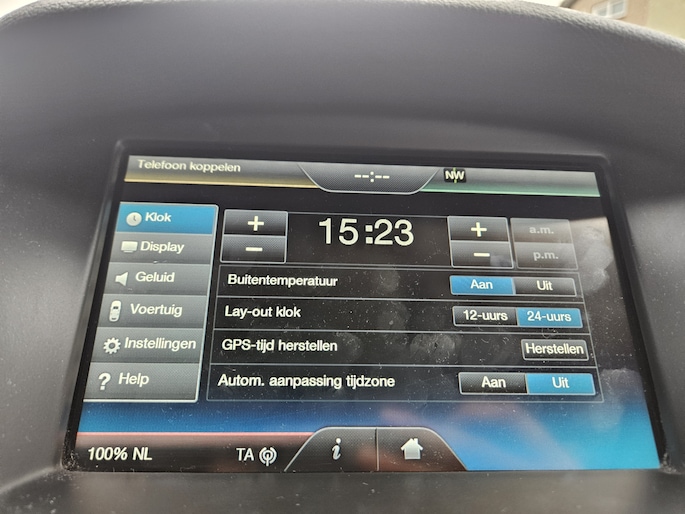 Telefoon koppelen
--:--
NW
Klok
+ 15:23 + a.m.
Display
- - p.m.
Geluid
Buitentemperatuur Aan Uit
Voertuig
Lay-out klok 12-uurs 24-uurs
Instellingen
GPS-tijd herstellen Herstellen
? Help
Autom. aanpassing tijdzone Aan Uit
100% NL TA i